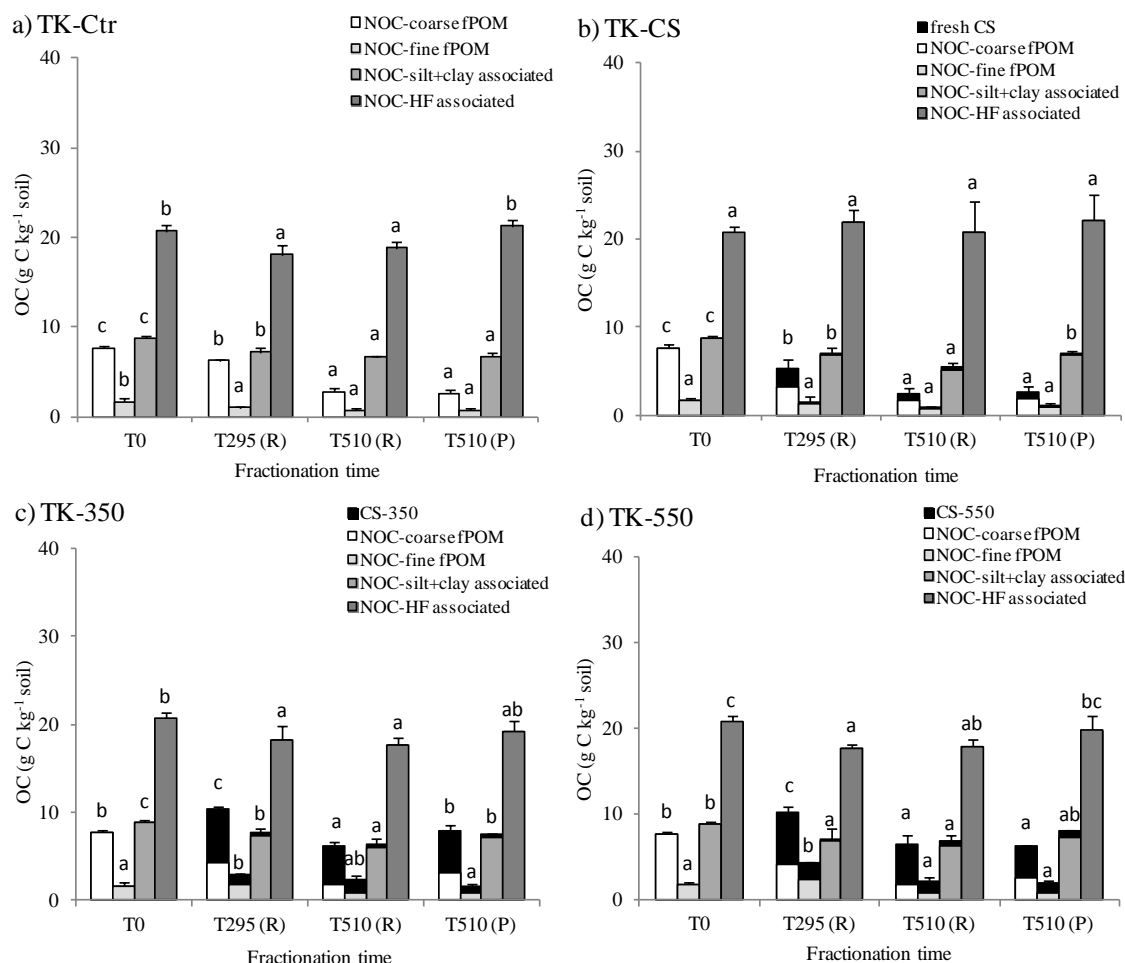 a) TK-Ctr
NOC-coarse fPOM
NOC-fine fPOM
NOC-silt+clay associated
NOC-HF associated
40
30
20
10
0
OC (g C kg-1 soil)
c
b
c
b
b
a
b
a
a
a
a
a
a
a
a
b
T0
T295 (R)
T510 (R)
T510 (P)
Fractionation time
b) TK-CS
fresh CS
NOC-coarse fPOM
NOC-fine fPOM
NOC-silt+clay associated
NOC-HF associated
40
30
20
10
0
OC (g C kg-1 soil)
c
a
c
a
b
a
b
a
a
a
a
a
a
a
b
a
T0
T295 (R)
T510 (R)
T510 (P)
Fractionation time
c) TK-350
CS-350
NOC-coarse fPOM
NOC-fine fPOM
NOC-silt+clay associated
NOC-HF associated
40
30
20
10
0
OC (g C kg-1 soil)
b
a
c
b
c
b
b
a
a
ab
a
a
b
a
b
ab
T0
T295 (R)
T510 (R)
T510 (P)
Fractionation time
d) TK-550
CS-550
NOC-coarse fPOM
NOC-fine fPOM
NOC-silt+clay associated
NOC-HF associated
40
30
20
10
0
OC (g C kg-1 soil)
b
a
b
c
c
b
a
a
a
a
a
ab
a
a
ab
bc
T0
T295 (R)
T510 (R)
T510 (P)
Fractionation time